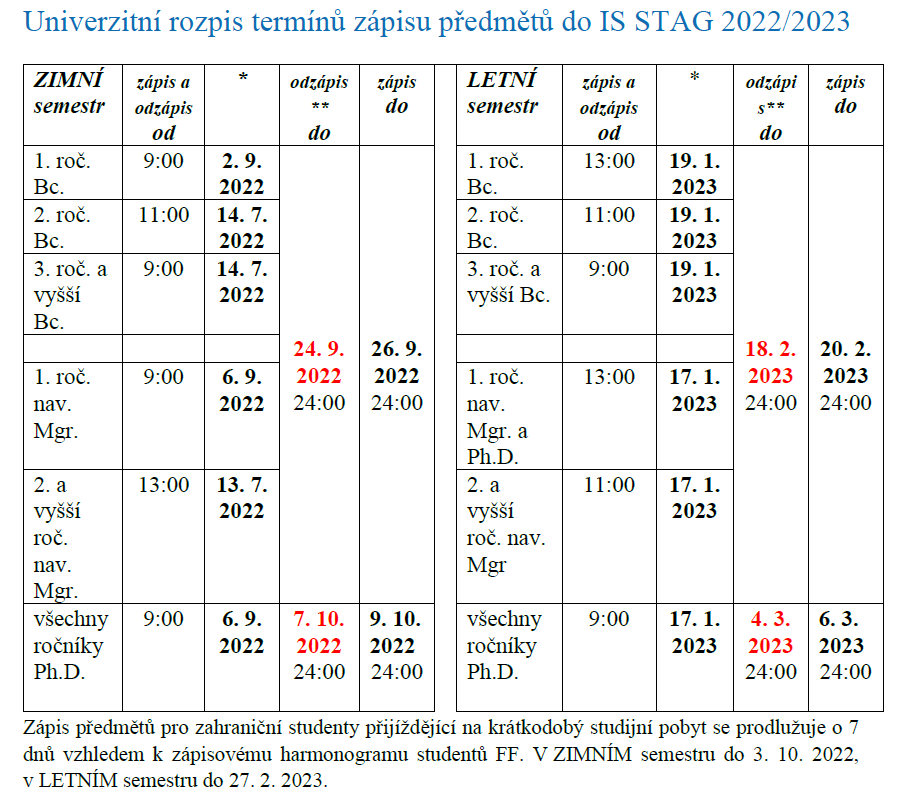 Univerzitní rozpis termínů zápisu předmětů do IS STAG 2022/2023
ZIMNÍ
semestr
zápis a
odzápis
od
*
odzápis
**
do
zápis
do
1. roč.
Bc.
9:00
2. 9.
2022
2. roč.
Bc.
11:00
14. 7.
2022
3. roč. a
vyšší
Bc.
9:00
14. 7.
2022
24. 9.
2022
24:00
26. 9.
2022
24:00
1. roč.
nav.
Mgr.
9:00
6. 9.
2022
2. a
vyšší
roč.
nav.
Mgr.
13:00
13. 7.
2022
všechny
ročníky
Ph.D.
9:00
6. 9.
2022
7. 10.
2022
24:00
9. 10.
2022
24:00
LETNÍ
semestr
zápis a
odzápis
od
*
odzápi
s**
do
zápis
do
1. roč.
Bc.
13:00
19. 1.
2023
2. roč.
Bc.
11:00
19. 1.
2023
3. roč. a
vyšší Bc.
9:00
19. 1.
2023
18. 2.
2023
24:00
20. 2.
2023
24:00
1. roč.
nav.
Mgr. a
Ph.D.
13:00
17. 1.
2023
2. a
vyšší
roč. nav.
Mgr
11:00
17. 1.
2023
všechny
ročníky
Ph.D.
9:00
17. 1.
2023
4. 3.
2023
24:00
6. 3.
2023
24:00
Zápis předmětů pro zahraniční studenty přijíždějící na krátkodobý studijní pobyt se prodlužuje o 7
dnů vzhledem k zápisovému harmonogramu studentů FF. V ZIMNÍM semestru do 3. 10. 2022,
v LETNÍM semestru do 27. 2. 2023.